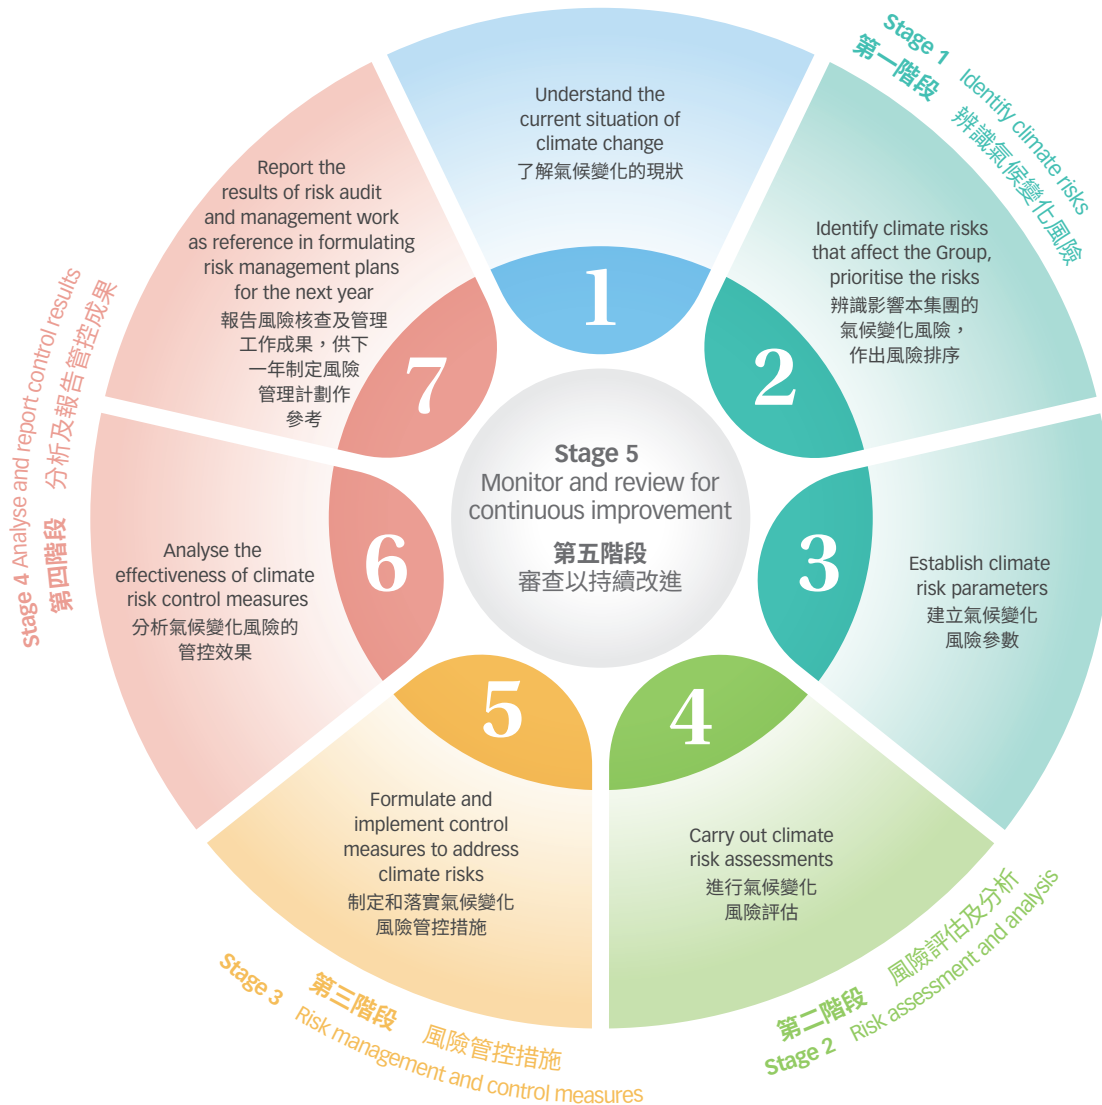 Understand the
current situation of
climate change
了解氣候變化的現狀
1
Stage 1 Identify climate risks
第一階段 辨識氣候變化風險
Identify climate risks
that affect the Group,
prioritise the risks
辨識影響本集團的
氣候變化風險，
作出風險排序
2
Establish climate
risk parameters
建立氣候變化
風險參數
3
Carry out climate
risk assessments
進行氣候變化
風險評估
4
第二階段 風險評估及分析
Stage 2 Risk assessment and analysis
Formulate and
implement control
measures to address
climate risks
制定和落實氣候變化
風險管控措施
5
第三階段 風險管控措施
Stage 3 Risk management and control measures
Analyse the
effectiveness of climate
risk control measures
分析氣候變化風險的
管控效果
6
Stage 4 Analyse and report control results
第四階段 分析及報告管控成果
Report the
results of risk audit
and management work
as reference in formulating
risk management plans
for the next year
報告風險核查及管理
工作成果，供下
一年制定風險
管理計劃作
參考
7
Stage 5
Monitor and review for
continuous improvement
第五階段
審查以持續改進